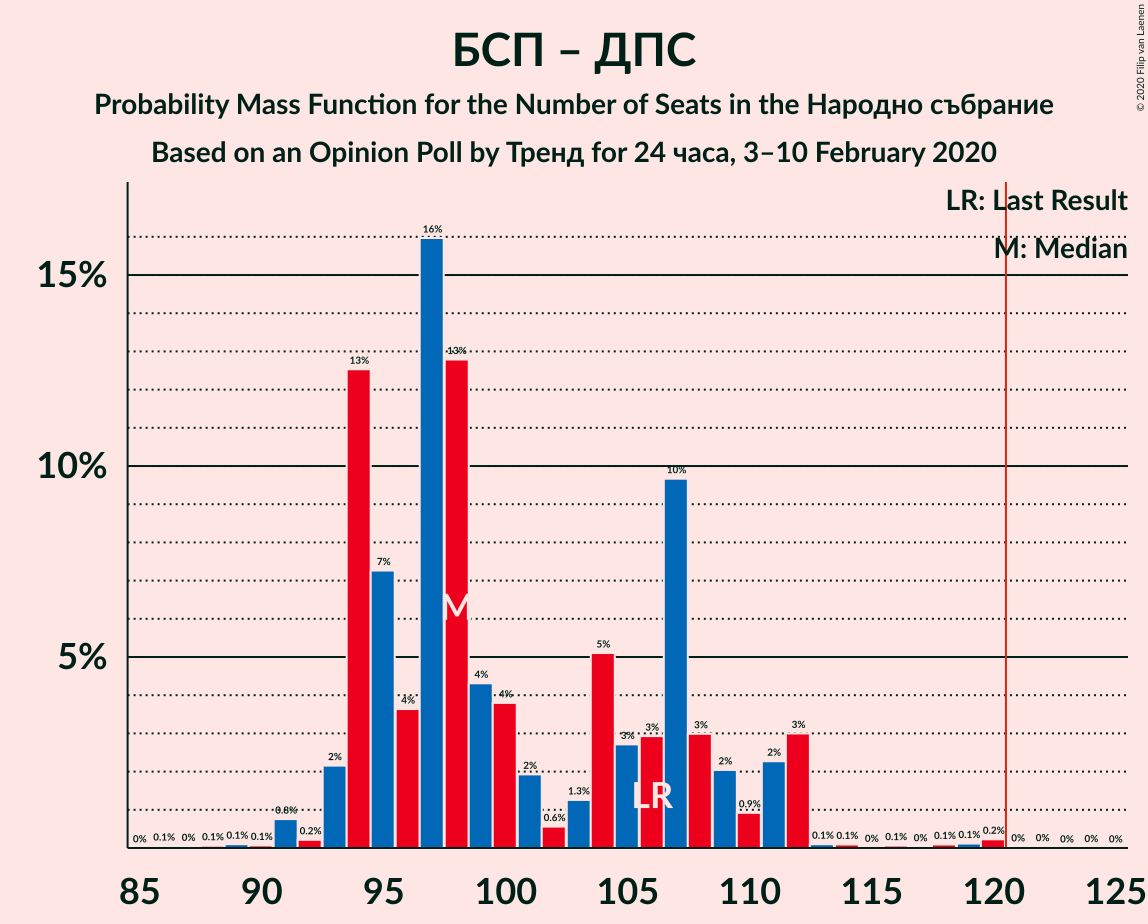 БСП – ДПС
Probability Mass Function for the Number of Seats in the Народно събрание
Based on an Opinion Poll by Тренд for 24 часа, 3–10 February 2020
© 2020 Filip van Laenen
LR: Last Result
M: Median
15%
10%
5%
0% 0.1% 0% 0.1% 0.1% 0.1% 0.8% 0.2% 2% 13% 7% 4% 16% 13% 4% 4% 2% 0.6% 1.3% 5% 3% 3% 10% 3% 2% 0.9% 2% 3% 0.1% 0.1% 0% 0.1% 0% 0.1% 0.1% 0.2% 0% 0% 0% 0% 0%
M
LR
85 90 95 100 105 110 115 120 125